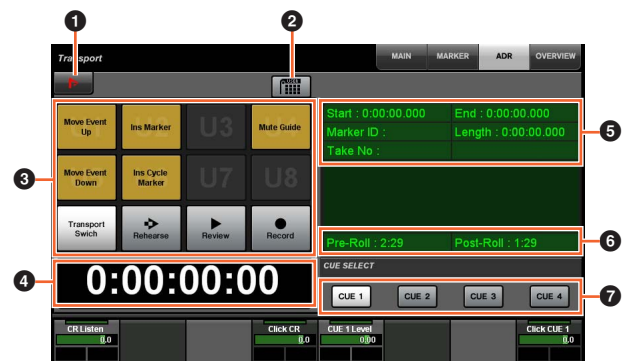 1
2
Transport
MAIN
MARKER
ADR
OVERVIEW
Move Event Up
Ins Marker
U3
Mute Guide
Move Event Down
Ins Cycle Marker
U7
U8
Transport Swich
Rehearse
Review
Record
3
Start : 0:00:00.000
End : 0:00:00.000
Marker ID :
Length : 0:00:00.000
Take No :
5
Pre-Roll : 2:29
Post-Roll : 1:29
6
4
0:00:00:00
CUE SELECT
CUE 1
CUE 2
CUE 3
CUE 4
7
CR Listen
0.0
Click CR
0.0
CUE 1 Level
0.00
Click CUE 1
0.0